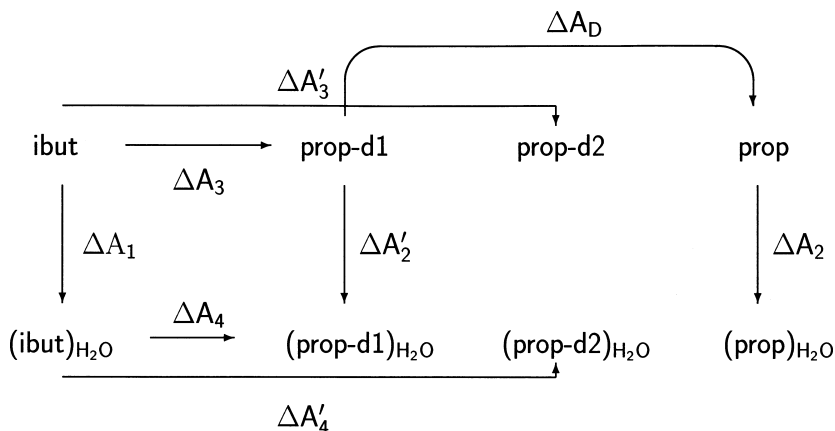 ΔA_D
ΔA′_3
ibut prop-d1 prop-d2 prop
ΔA_3
ΔA_1 ΔA′_2 ΔA_2
ΔA_4
(ibut)_H₂O (prop-d1)_H₂O (prop-d2)_H₂O (prop)_H₂O
ΔA′_4